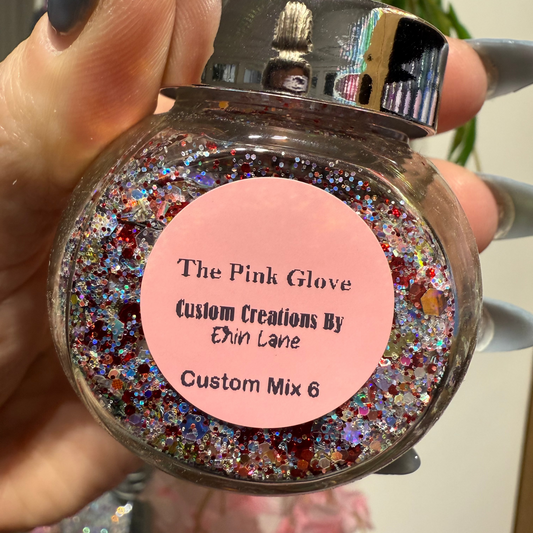 The Pink Glove
Custom Creations By
Erin Lane
Custom Mix 6